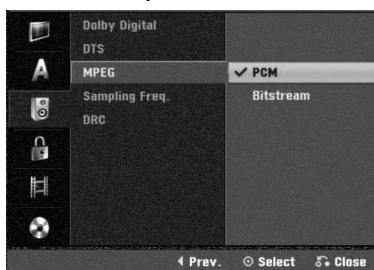 Dolby Digital
DTS
A
MPEG
✓ PCM
Sampling Freq.
Bitstream
DRC
Prev.
Select
Close